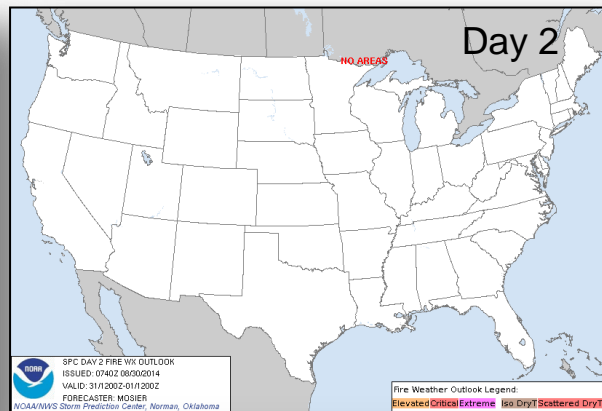 Day 2
NO AREAS
SPC DAY 2 FIRE WX OUTLOOK
ISSUED: 0740Z 08/30/2014
VALID: 31/1200Z-01/1200Z
FORECASTER: MOSIER
NOAA/NWS Storm Prediction Center, Norman, Oklahoma
NOAA
Fire Weather Outlook Legend:
Elevated Critical Extreme Iso DryT Scattered DryT